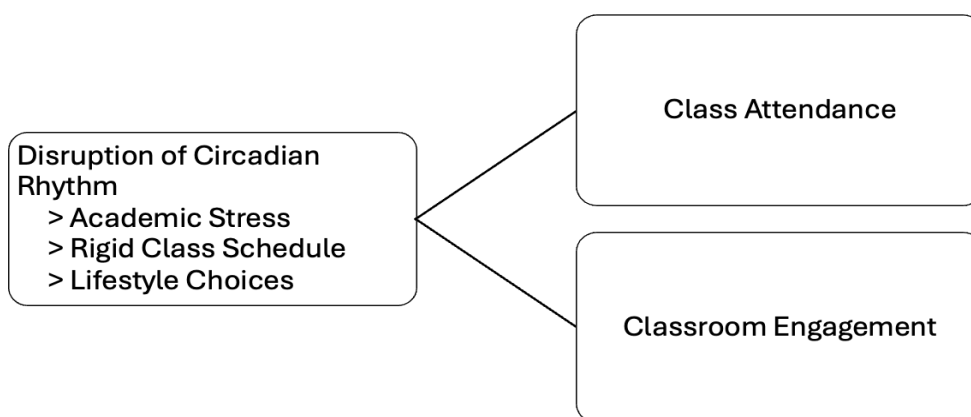 Disruption of Circadian
Rhythm
> Academic Stress
> Rigid Class Schedule
> Lifestyle Choices
Class Attendance
Classroom Engagement